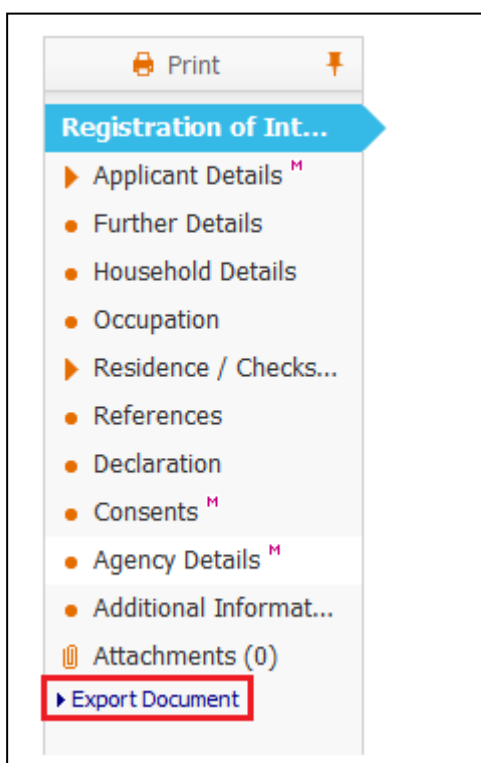 Print
Registration of Int...
Applicant Details M
Further Details
Household Details
Occupation
Residence / Checks...
References
Declaration
Consents M
Agency Details M
Additional Informat...
Attachments (0)
Export Document